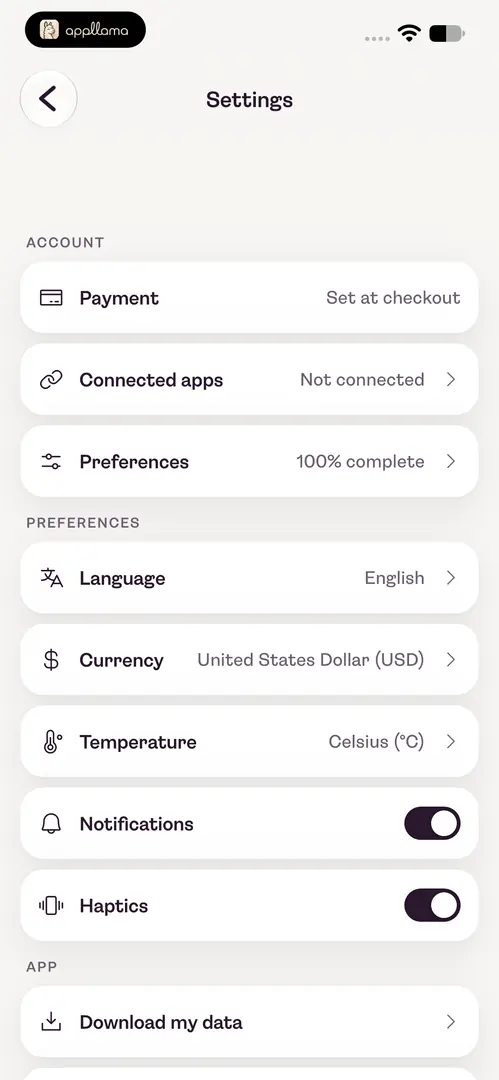 appllama
Settings
ACCOUNT
Payment Set at checkout
Connected apps Not connected
Preferences 100% complete
PREFERENCES
Language English
Currency United States Dollar (USD)
Temperature Celsius (°C)
Notifications
Haptics
APP
Download my data